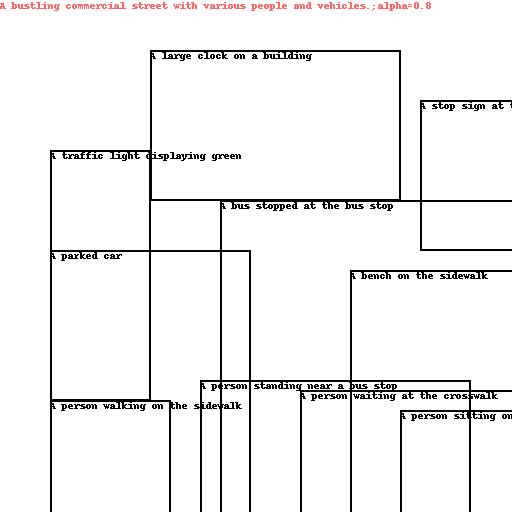 A bustling commercial street with various people and vehicles.;alpha=0.8
A large clock on a building
A stop sign at
A traffic light displaying green
A bus stopped at the bus stop
A parked car
A bench on the sidewalk
A person standing near a bus stop
A person waiting at the crosswalk
A person walking on the sidewalk
A person sitting on